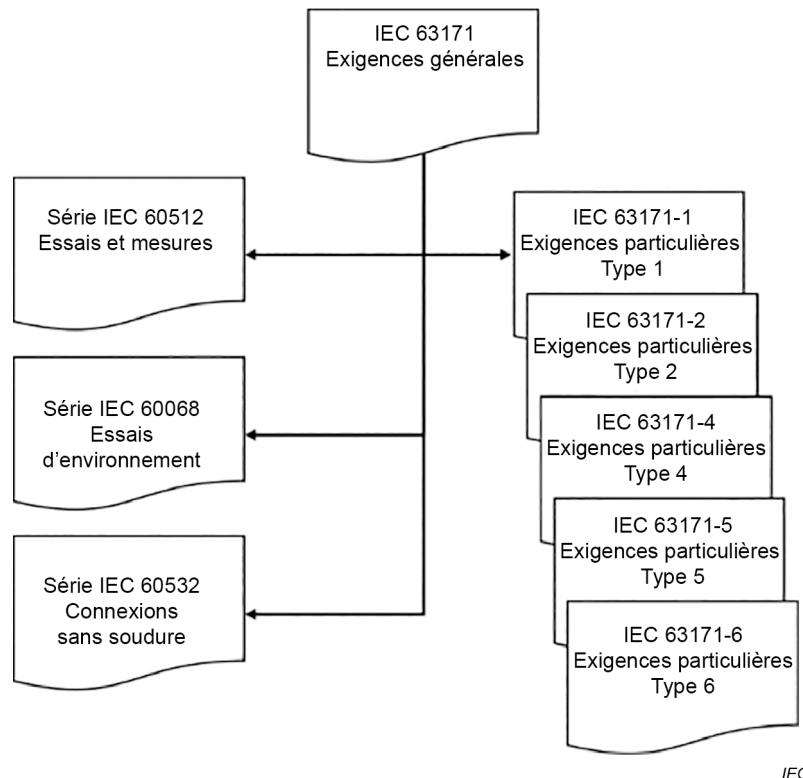 IEC 63171
Exigences générales
Série IEC 60512
Essais et mesures
IEC 63171-1
Exigences particulières
Type 1
IEC 63171-2
Exigences particulières
Type 2
Série IEC 60068
Essais
d’environnement
IEC 63171-4
Exigences particulières
Type 4
IEC 63171-5
Exigences particulières
Type 5
Série IEC 60532
Connexions
sans soudure
IEC 63171-6
Exigences particulières
Type 6
IEC